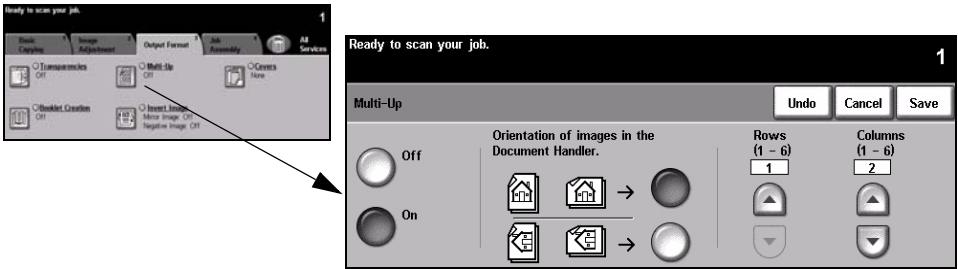 Ready to scan your job.
1
Basic Copying
Image Adjustment
Output Format
Job Assembly
All Services
Transparencies
Off
Multi-Up
Off
Covers
None
Booklet Creation
Off
Invert Image
Mirror Image: Off
Negative Image: Off
Ready to scan your job.
1
Multi-Up
Undo
Cancel
Save
Off
On
Orientation of images in the
Document Handler.
Rows
(1 - 6)
1
Columns
(1 - 6)
2